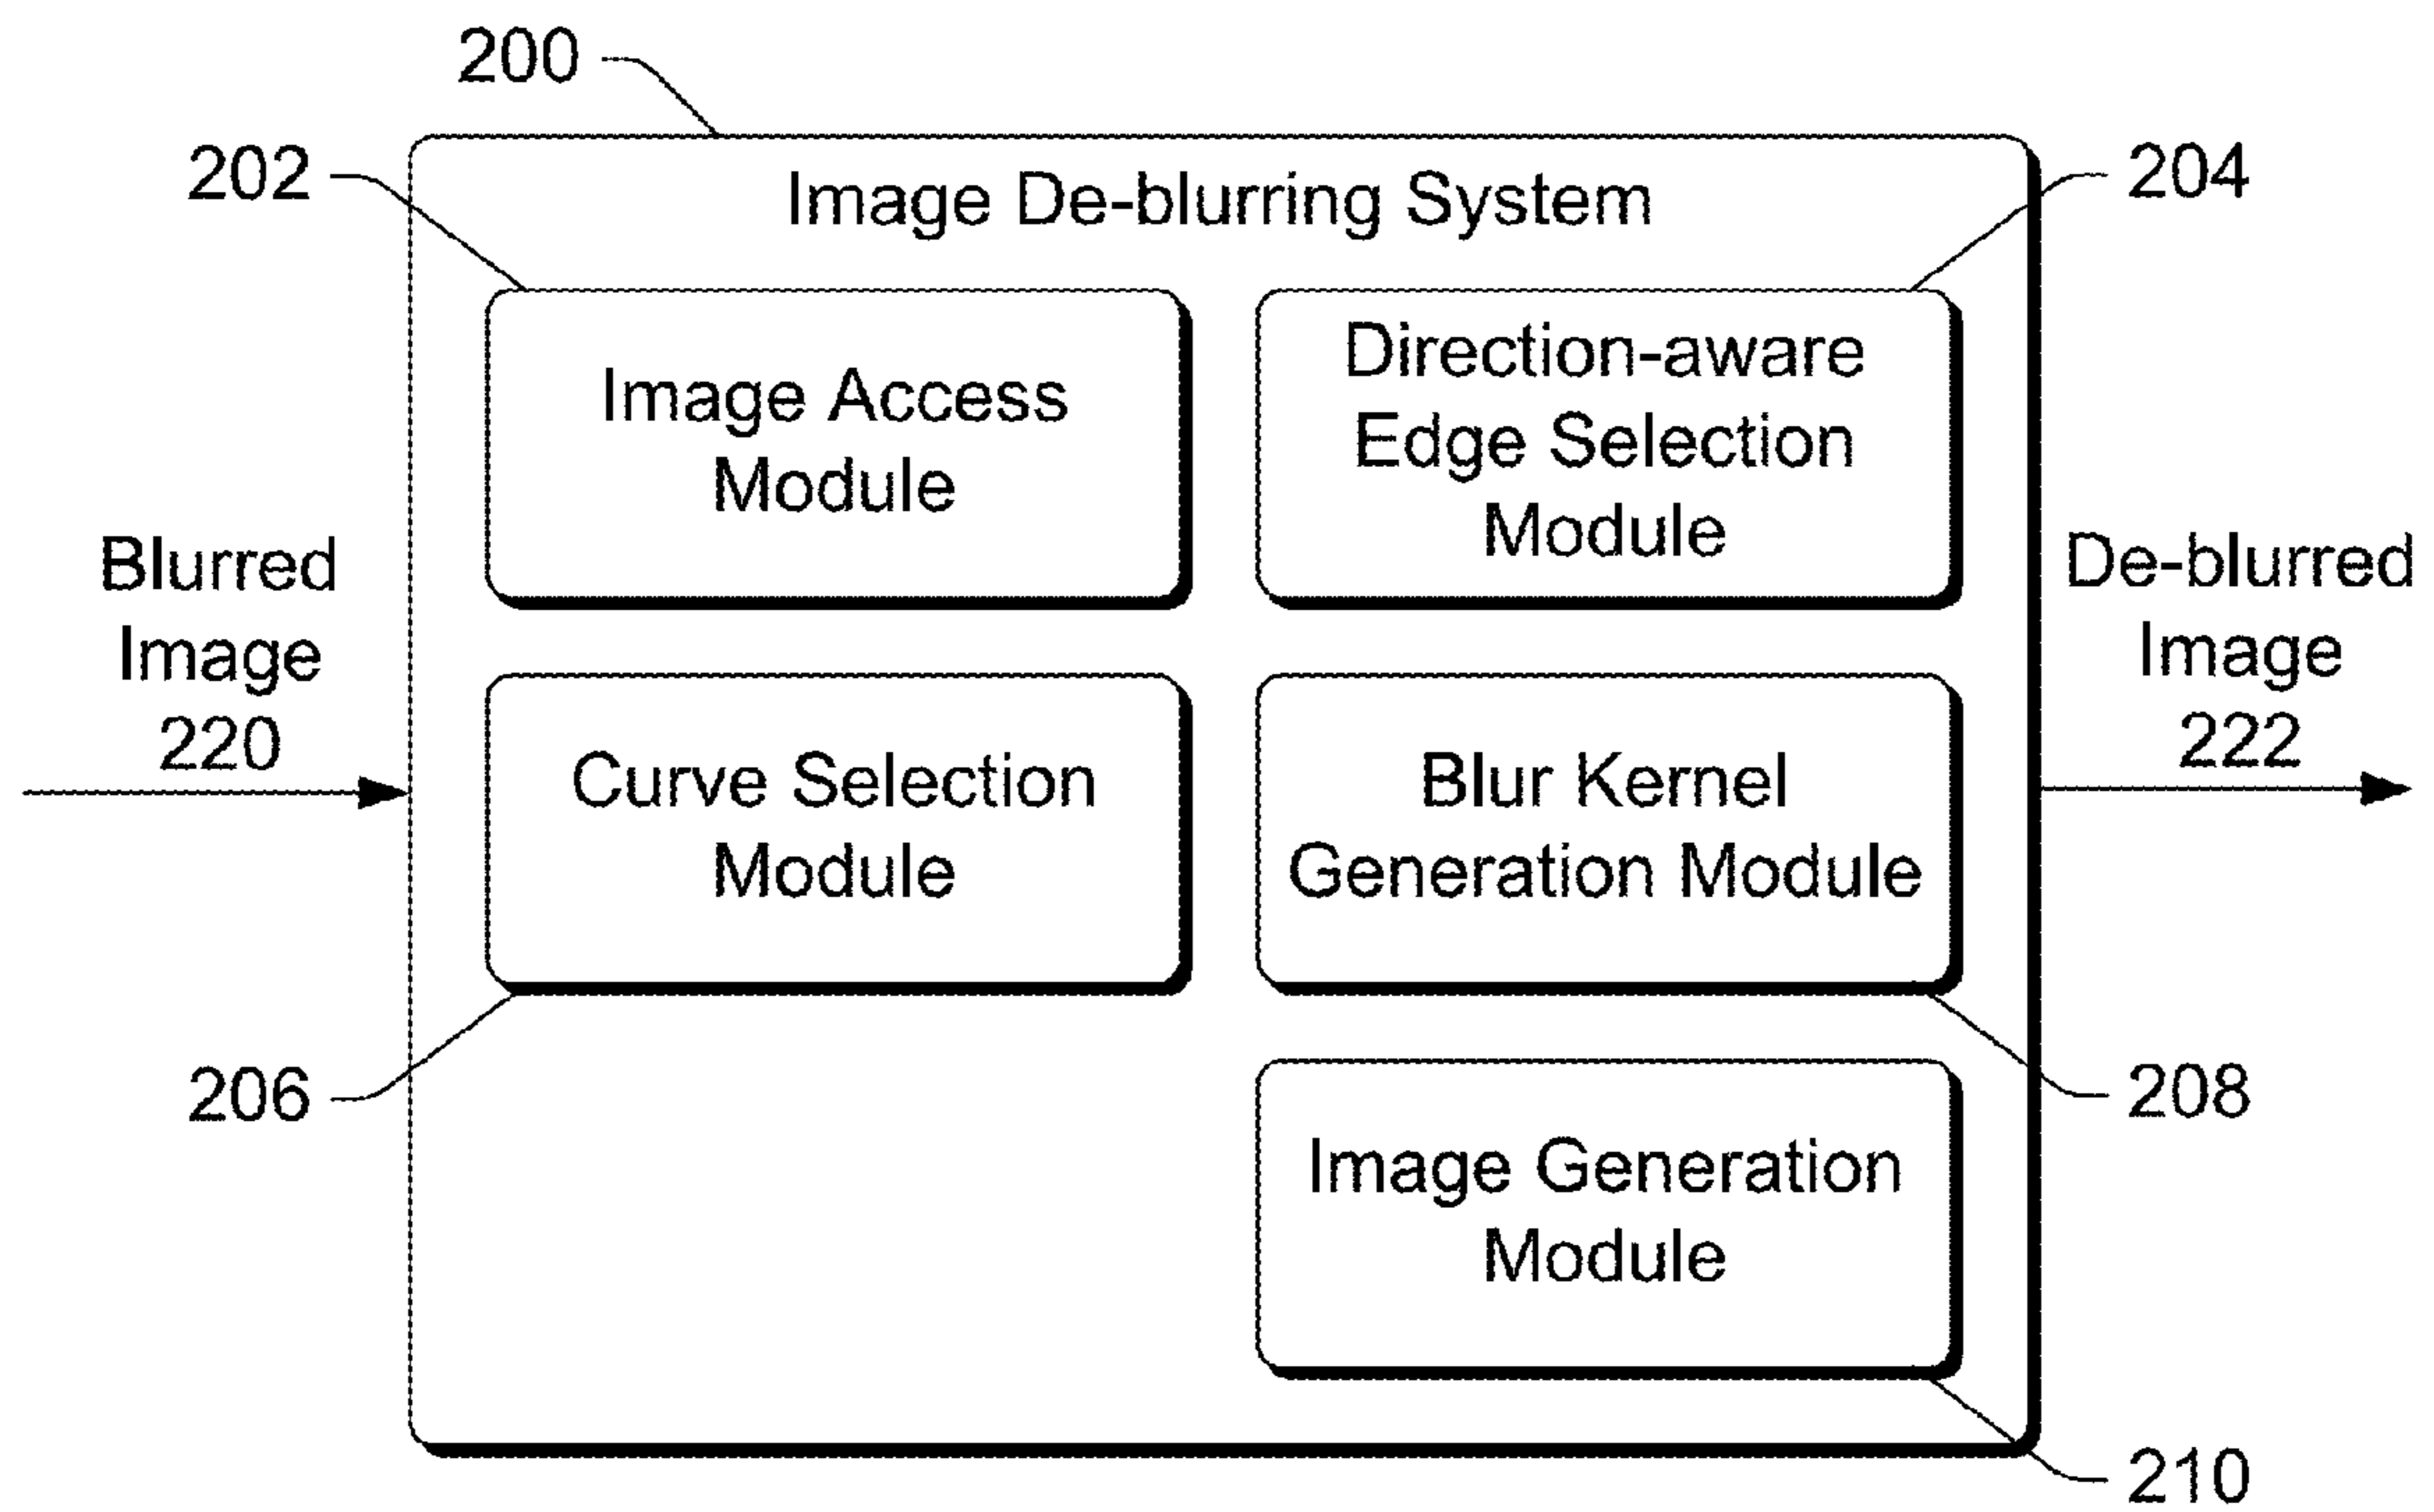 200
202
Image De-blurring System
204
Image Access
Module
Direction-aware
Edge Selection
Module
Blurred
Image
220
De-blurred
Image
222
Curve Selection
Module
Blur Kernel
Generation Module
206
208
Image Generation
Module
210